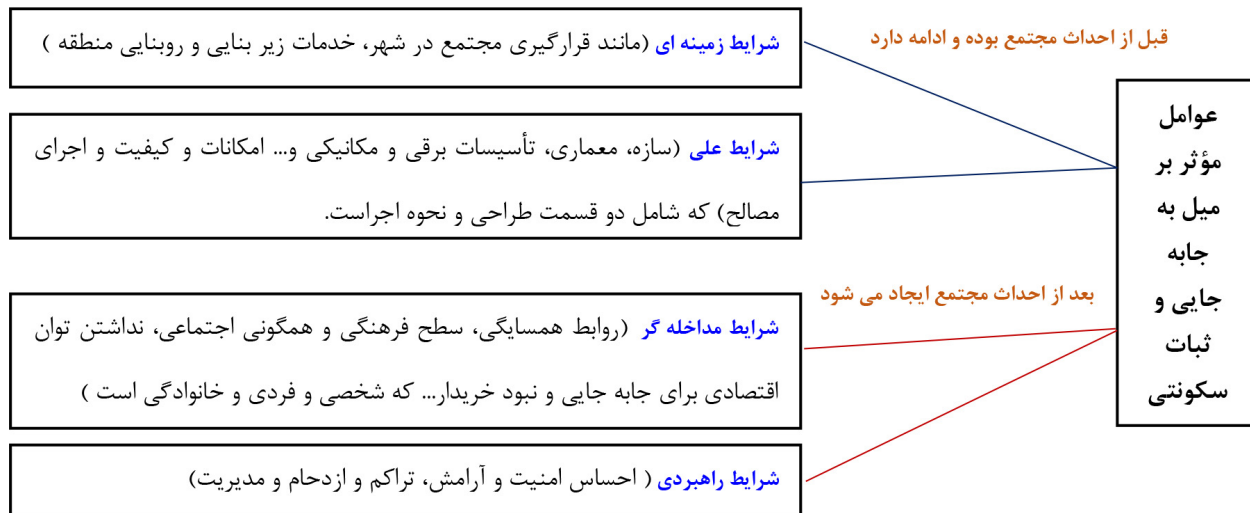 عوامل
مؤثر بر
میل به
جابه
جایی و
ثبات
سکونتی
قبل از احداث مجتمع بوده و ادامه دارد
شرایط زمینه ای (مانند قرارگیری مجتمع در شهر، خدمات زیر بنایی و روبنایی منطقه )
شرایط علی (سازه، معماری، تأسیسات برقی و مکانیکی و... امکانات و کیفیت و اجرای
مصالح) که شامل دو قسمت طراحی و نحوه اجراست.
بعد از احداث مجتمع ایجاد می شود
شرایط مداخله گر (روابط همسایگی، سطح فرهنگی و همگونی اجتماعی، نداشتن توان
اقتصادی برای جابه جایی و نبود خریدار... که شخصی و فردی و خانوادگی است )
شرایط راهبردی ( احساس امنیت و آرامش، تراکم و ازدحام و مدیریت)